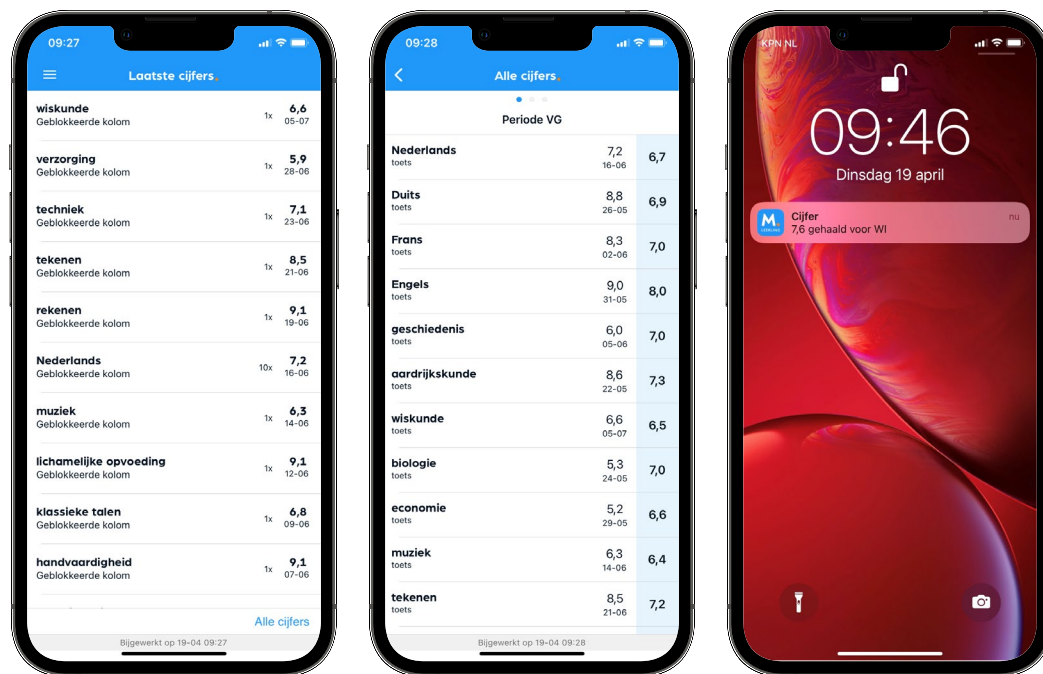 09:27
Laatste cijfers.
wiskunde
Geblokkeerde kolom
1x
6,6
05-07
verzorging
Geblokkeerde kolom
1x
5,9
28-06
techniek
Geblokkeerde kolom
1x
7,1
23-06
tekenen
Geblokkeerde kolom
1x
8,5
21-06
rekenen
Geblokkeerde kolom
1x
9,1
19-06
Nederlands
Geblokkeerde kolom
10x
7,2
16-06
muziek
Geblokkeerde kolom
1x
6,3
14-06
lichamelijke opvoeding
Geblokkeerde kolom
1x
9,1
12-06
klassieke talen
Geblokkeerde kolom
1x
6,8
09-06
handvaardigheid
Geblokkeerde kolom
1x
9,1
07-06
Alle cijfers
Bijgewerkt op 19-04 09:27
09:28
Alle cijfers.
Periode VG
Nederlands
toets
7,2
16-06
6,7
Duits
toets
8,8
26-05
6,9
Frans
toets
8,3
02-06
7,0
Engels
toets
9,0
31-05
8,0
geschiedenis
toets
6,0
05-06
7,0
aardrijkskunde
toets
8,6
22-05
7,3
wiskunde
toets
6,6
05-07
6,5
biologie
toets
5,3
24-05
7,0
economie
toets
5,2
29-05
6,6
muziek
toets
6,3
14-06
6,4
tekenen
toets
8,5
21-06
7,2
Bijgewerkt op 19-04 09:28
KPN NL
09:46
Dinsdag 19 april
M.
LEERLING
Cijfer
nu
7,6 gehaald voor WI